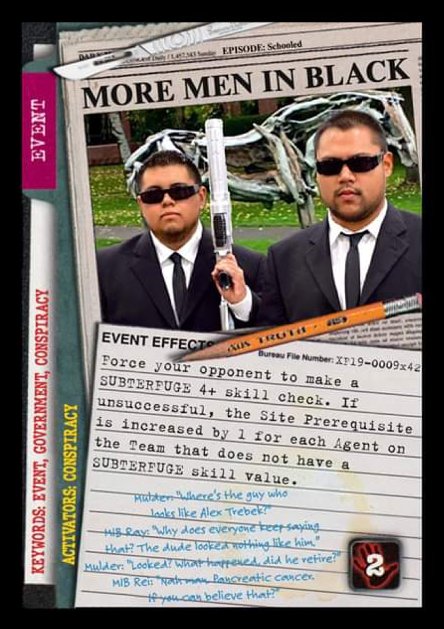 EPISODE: Schooled
MORE MEN IN BLACK
EVENT
KEYWORDS: EVENT, GOVERNMENT, CONSPIRACY
ACTIVATORS: CONSPIRACY
EVENT EFFECTS
TRUTH
Bureau File Number: XP19-0009x42
Force your opponent to make a
SUBTERFUGE 4+ skill check. If
unsuccessful, the Site Prerequisite
is increased by 1 for each Agent on
the Team that does not have a
SUBTERFUGE skill value.
Mulder: "Where's the guy who
looks like Alex Trebek?"
MIB Ray: "Why does everyone keep saying
that? The dude looked nothing like him."
Mulder: "Looked? What happened, did he retire?"
MIB Rei: "Nah man Pancreatic cancer.
If you can believe that?"
2